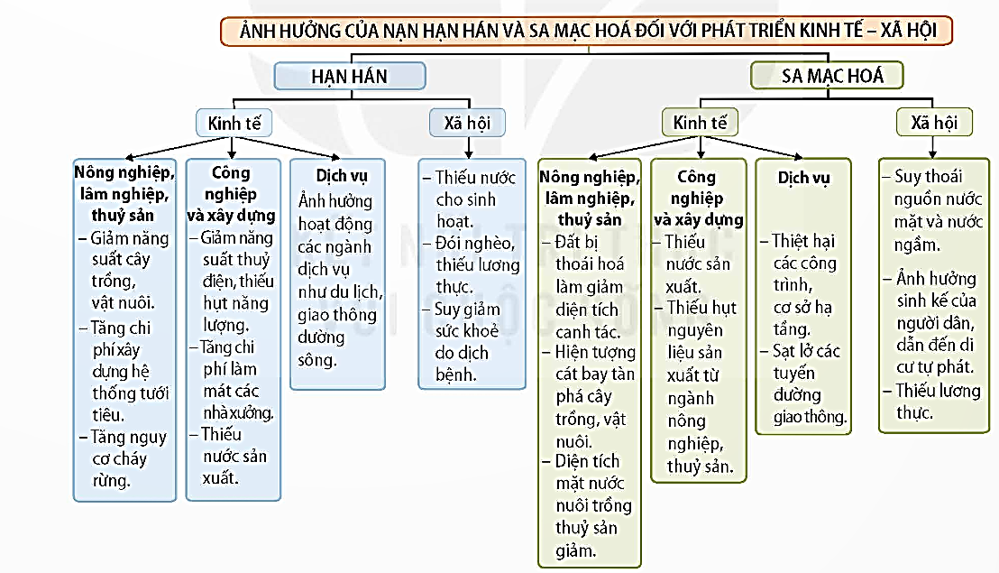 ẢNH HƯỞNG CỦA NẠN HẠN HÁN VÀ SA MẠC HOÁ ĐỐI VỚI PHÁT TRIỂN KINH TẾ – XÃ HỘI
HẠN HÁN
Kinh tế
Nông nghiệp,
lâm nghiệp,
thuỷ sản
– Giảm năng
suất cây
trồng,
vật nuôi.
– Tăng chi
phí xây
dựng hệ
thống tưới
tiêu.
– Tăng nguy
cơ cháy
rừng.
Công
nghiệp
và xây dựng
– Giảm năng
suất thuỷ
điện, thiếu
hụt năng
lượng.
– Tăng chi
phí làm
mát các
nhà xưởng.
– Thiếu
nước sản
xuất.
Dịch vụ
Ảnh hưởng
hoạt động
các ngành
dịch vụ
như du lịch,
giao thông
dường
sông.
Xã hội
– Thiếu nước
cho sinh
hoạt.
– Đói nghèo,
thiếu lương
thực.
– Suy giảm
sức khoẻ
do dịch
bệnh.
SA MẠC HOÁ
Kinh tế
Nông nghiệp,
lâm nghiệp,
thuỷ sản
– Đất bị
thoái hoá
làm giảm
diện tích
canh tác.
– Hiện tượng
cát bay tàn
phá cây
trồng, vật
nuôi.
– Diện tích
mặt nước
nuôi trồng
thuỷ sản
giảm.
Công
nghiệp
và xây dựng
– Thiếu
nước sản
xuất.
– Thiếu hụt
nguyên
liệu sản
xuất từ
ngành
nông
nghiệp,
thuỷ sản.
Dịch vụ
– Thiệt hại
các công
trình,
cơ sở hạ
tầng.
– Sạt lở các
tuyến
dường
giao thông.
Xã hội
– Suy thoái
nguồn nước
mặt và nước
ngầm.
– Ảnh hưởng
sinh kế của
người dân,
dẫn đến di
cư tự phát.
– Thiếu lương
thực.